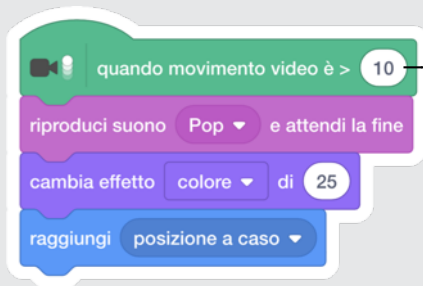 quando movimento video è > 10
riproduci suono Pop e attendi la fine
cambia effetto colore di 25
raggiungi posizione a caso